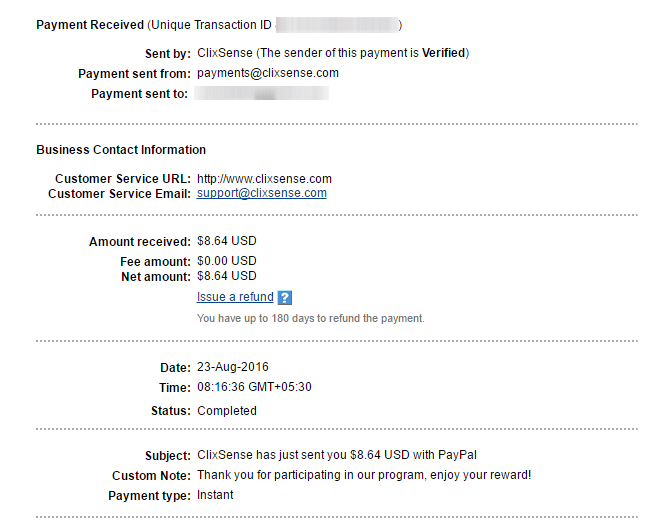 Payment Received (Unique Transaction ID )
Sent by: ClixSense (The sender of this payment is Verified)
Payment sent from: payments@clixsense.com
Payment sent to:
Business Contact Information
Customer Service URL: http://www.clixsense.com
Customer Service Email: support@clixsense.com
Amount received: $8.64 USD
Fee amount: $0.00 USD
Net amount: $8.64 USD
Issue a refund ?
You have up to 180 days to refund the payment.
Date: 23-Aug-2016
Time: 08:16:36 GMT+05:30
Status: Completed
Subject: ClixSense has just sent you $8.64 USD with PayPal
Custom Note: Thank you for participating in our program, enjoy your reward!
Payment type: Instant